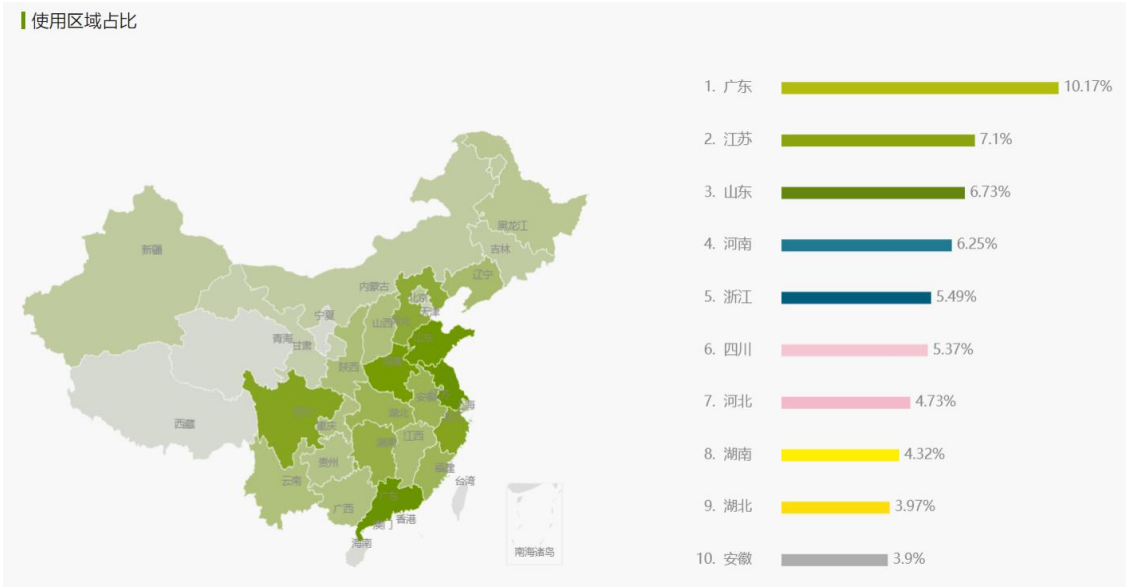 使用区域占比
1. 广东 10.17%
2. 江苏 7.1%
3. 山东 6.73%
4. 河南 6.25%
5. 浙江 5.49%
6. 四川 5.37%
7. 河北 4.73%
8. 湖南 4.32%
9. 湖北 3.97%
10. 安徽 3.9%
黑龙江
吉林
新疆
辽宁
内蒙古
北京
天津
宁夏
山西
青海
甘肃
陕西
安徽
湖北
西藏
重庆
江西
湖南
贵州
福建
云南
台湾
广东
广西
香港
澳门
海南
南海诸岛